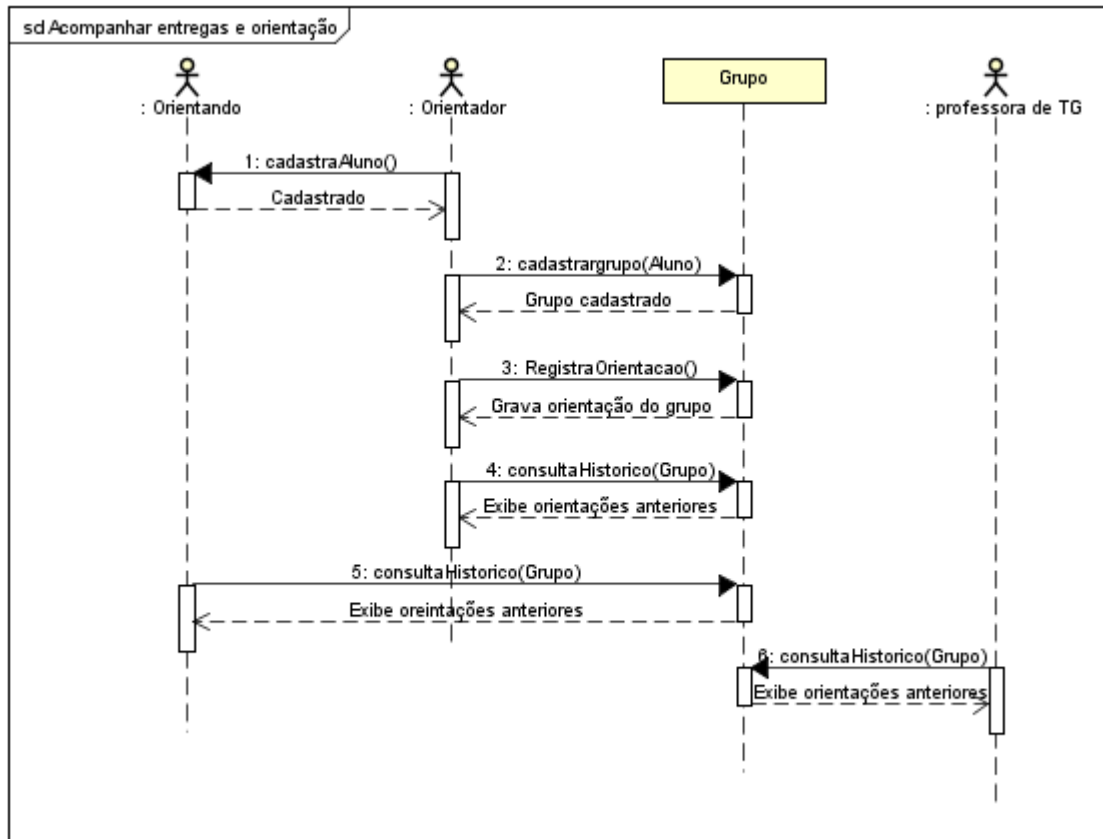 sd Acompanhar entregas e orientação
: Orientando
: Orientador
Grupo
: professora de TG
1: cadastraAluno()
Cadastrado
2: cadastrargrupo(Aluno)
Grupo cadastrado
3: RegistraOrientacao()
Grava orientação do grupo
4: consultaHistorico(Grupo)
Exibe orientações anteriores
5: consultaHistorico(Grupo)
Exibe oreintações anteriores
6: consultaHistorico(Grupo)
Exibe orientações anteriores